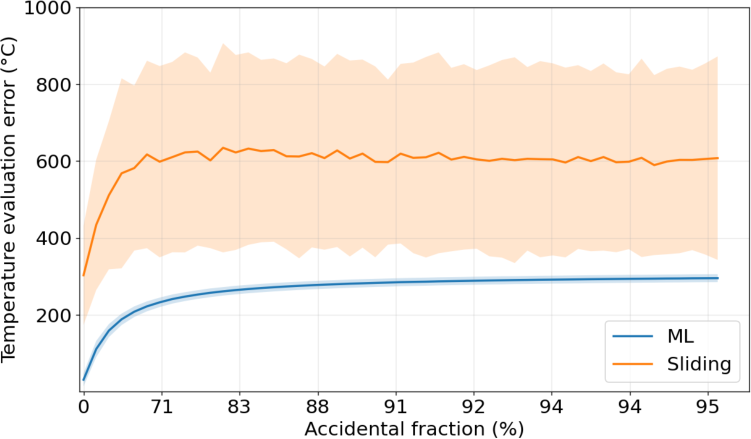 1000
800
600
400
200
Temperature evaluation error (°C)
ML
Sliding
0 71 83 88 91 92 94 94 95
Accidental fraction (%)